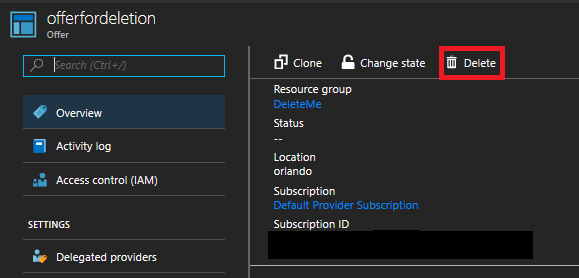 offerfordeletion
Offer
Search (Ctrl+/)
Overview
Activity log
Access control (IAM)
SETTINGS
Delegated providers
Clone
Change state
Delete
Resource group
DeleteMe
Status
--
Location
orlando
Subscription
Default Provider Subscription
Subscription ID